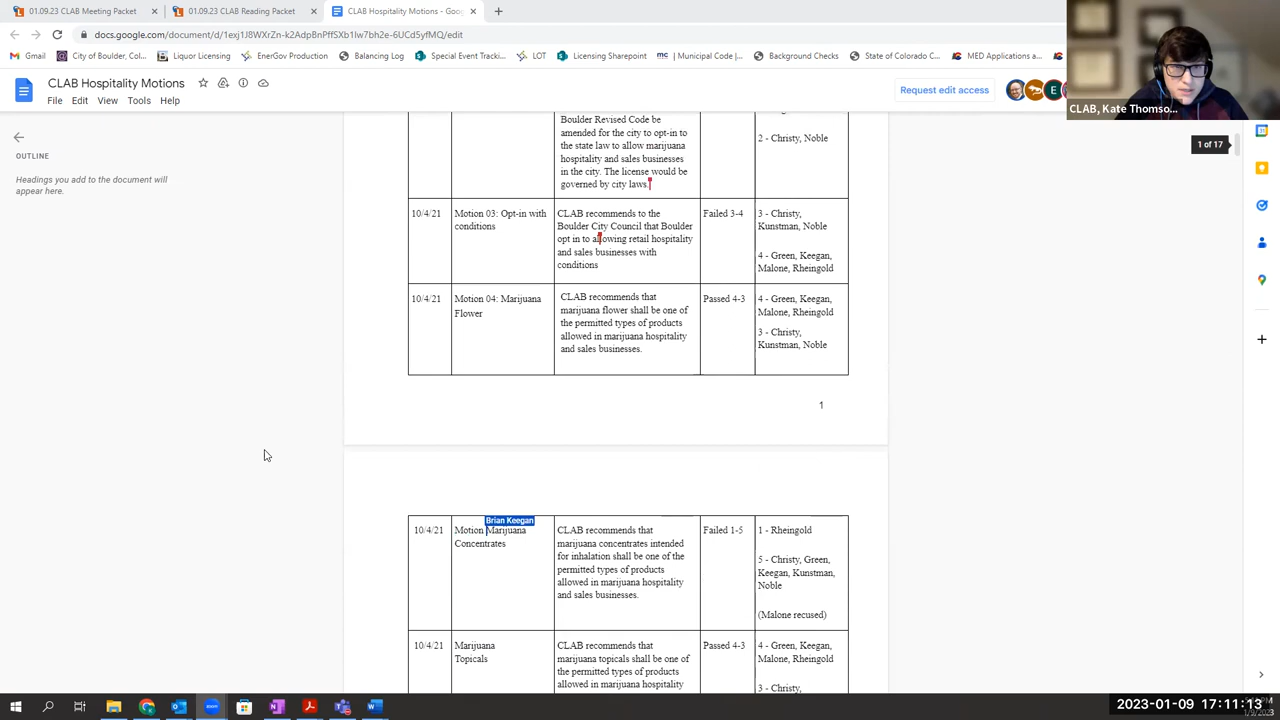 01.09.23 CLAB Meeting Packet
01.09.23 CLAB Reading Packet
CLAB Hospitality Motions - Goog
docs.google.com/document/d/1exj1J8WXrZn-k2AdpBnPffSXb1lw7bh2e-6UCd5yfMQ/edit
Gmail
City of Boulder, Col...
EnerGov Production
Balancing Log
Special Event Tracki...
LOT
Licensing Sharepoint
| Municipal Code |...
Background Checks
State of Colorado C...
MED Applications a
CLAB Hospitality Motions
File Edit View Tools Help
Request edit access
E
CLAB, Kate Thomso...
1 of 17
OUTLINE
Headings you add to the document will
appear here.
Boulder Revised Code be
amended for the city to opt-in to
the state law to allow marijuana
hospitality and sales businesses
in the city. The license would be
governed by city laws.
2 - Christy, Noble
10/4/21
Motion 03: Opt-in with
conditions
CLAB recommends to the
Boulder City Council that Boulder
opt in to allowing retail hospitality
and sales businesses with
conditions
Failed 3-4
3 - Christy,
Kunstman, Noble
4 - Green, Keegan,
Malone, Rheingold
10/4/21
Motion 04: Marijuana
Flower
CLAB recommends that
marijuana flower shall be one of
the permitted types of products
allowed in marijuana hospitality
and sales businesses.
Passed 4-3
4 - Green, Keegan,
Malone, Rheingold
3 - Christy,
Kunstman, Noble
1
Brian Keegan
10/4/21
Motion Marijuana
Concentrates
CLAB recommends that
marijuana concentrates intended
for inhalation shall be one of the
permitted types of products
allowed in marijuana hospitality
and sales businesses.
Failed 1-5
1 - Rheingold
5 - Christy, Green,
Keegan, Kunstman,
Noble
(Malone recused)
10/4/21
Marijuana
Topicals
CLAB recommends that
marijuana topicals shall be one of
the permitted types of products
allowed in marijuana hospitality
Passed 4-3
4 - Green, Keegan,
Malone, Rheingold
3 - Christy,
2023-01-09 17:11:13